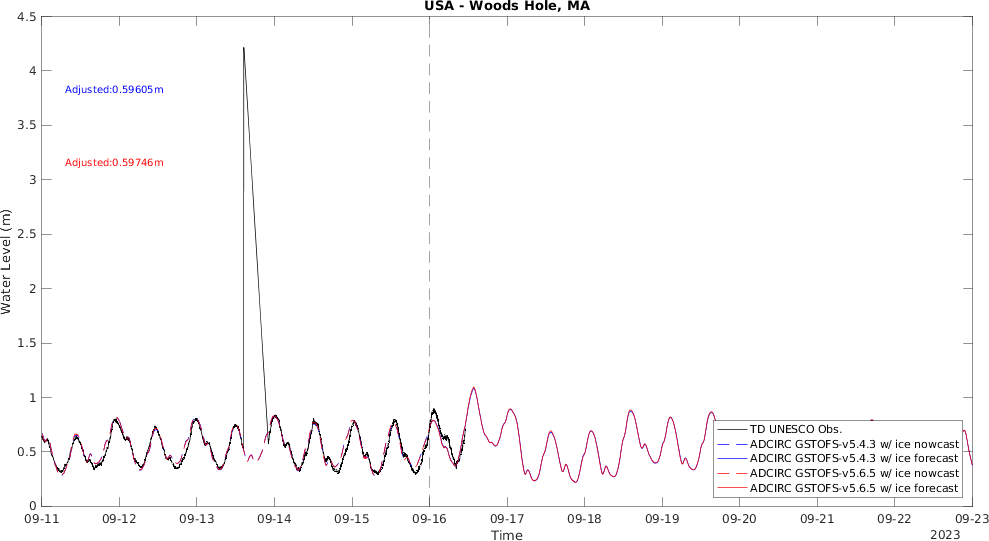 USA - Woods Hole, MA
4.5
4
3.5
3
2.5
2
1.5
1
0.5
0
Water Level (m)
Adjusted:0.59605m
Adjusted:0.59746m
TD UNESCO Obs.
ADCIRC GSTOFS-v5.4.3 w/ ice nowcast
ADCIRC GSTOFS-v5.4.3 w/ ice forecast
ADCIRC GSTOFS-v5.6.5 w/ ice nowcast
ADCIRC GSTOFS-v5.6.5 w/ ice forecast
09-11 09-12 09-13 09-14 09-15 09-16 09-17 09-18 09-19 09-20 09-21 09-22 09-23
Time
2023